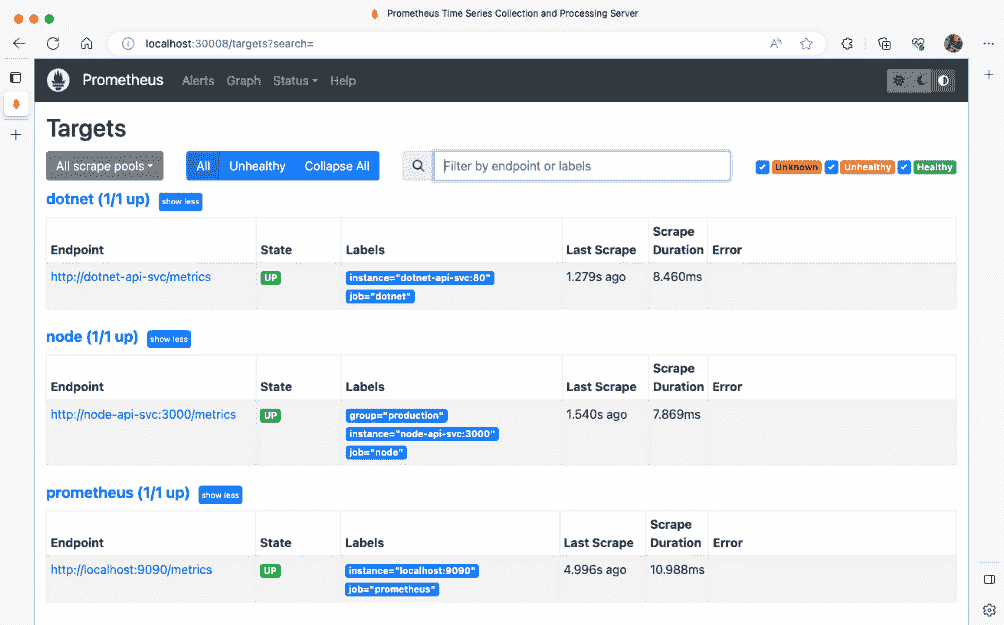 Prometheus Time Series Collection and Processing Server
localhost:30008/targets?search=
Prometheus Alerts Graph Status Help
Targets
All scrape pools All Unhealthy Collapse All Filter by endpoint or labels Unknown Unhealthy Healthy
dotnet (1/1 up) show less
Endpoint State Labels Last Scrape Scrape Duration Error
http://dotnet-api-svc/metrics UP instance="dotnet-api-svc:80" 1.279s ago 8.460ms
job="dotnet"
node (1/1 up) show less
Endpoint State Labels Last Scrape Scrape Duration Error
http://node-api-svc:3000/metrics UP group="production" 1.540s ago 7.869ms
instance="node-api-svc:3000"
job="node"
prometheus (1/1 up) show less
Endpoint State Labels Last Scrape Scrape Duration Error
http://localhost:9090/metrics UP instance="localhost:9090" 4.996s ago 10.988ms
job="prometheus"